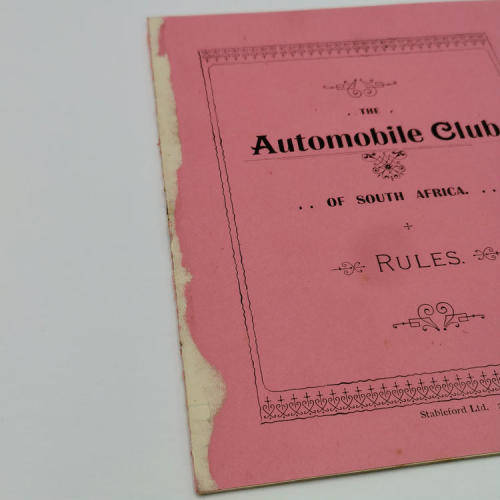 . THE .
Automobile Club
. . OF SOUTH AFRICA. . .
RULES.
Stableford Ltd.